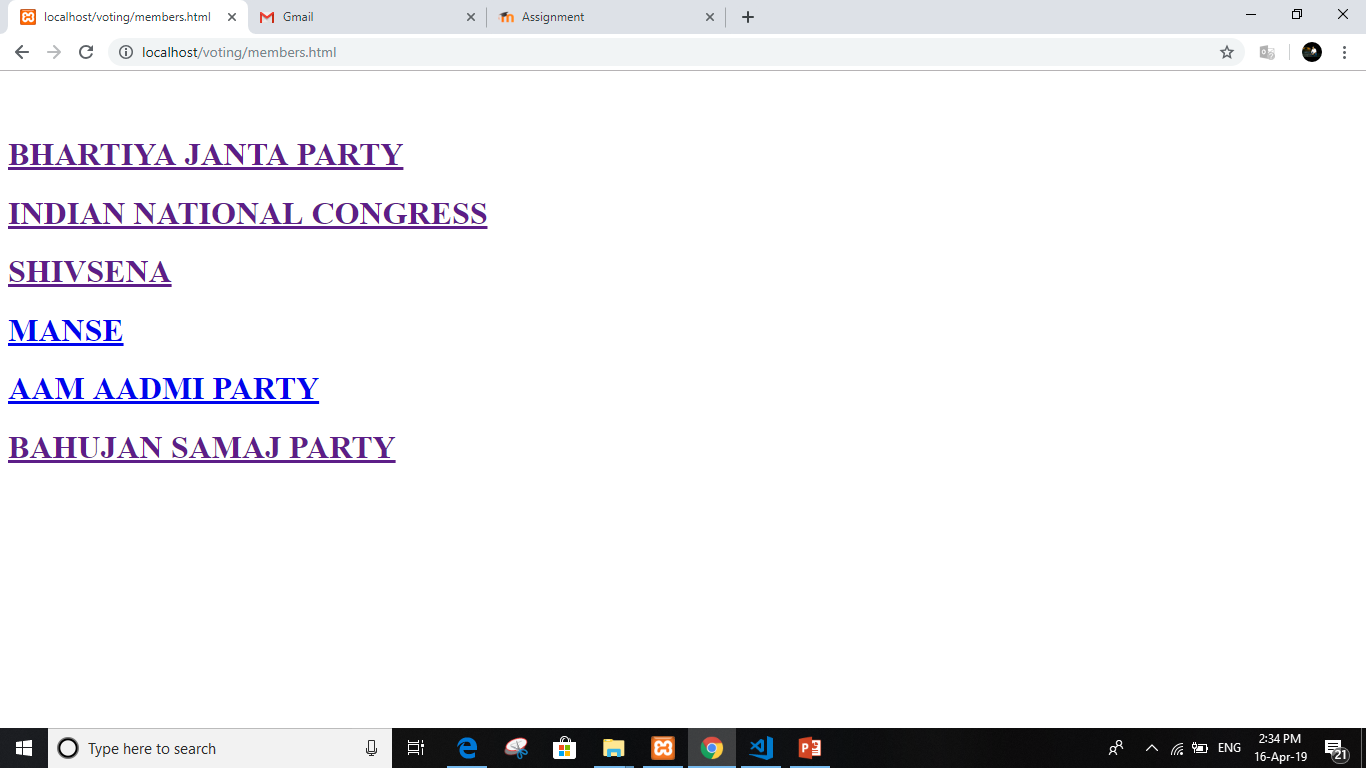 localhost/voting/members.html
Gmail
Assignment
localhost/voting/members.html
BHARTIYA JANTA PARTY
INDIAN NATIONAL CONGRESS
SHIVSENA
MANSE
AAM AADMI PARTY
BAHUJAN SAMAJ PARTY
Type here to search
ENG
2:34 PM
16-Apr-19
21